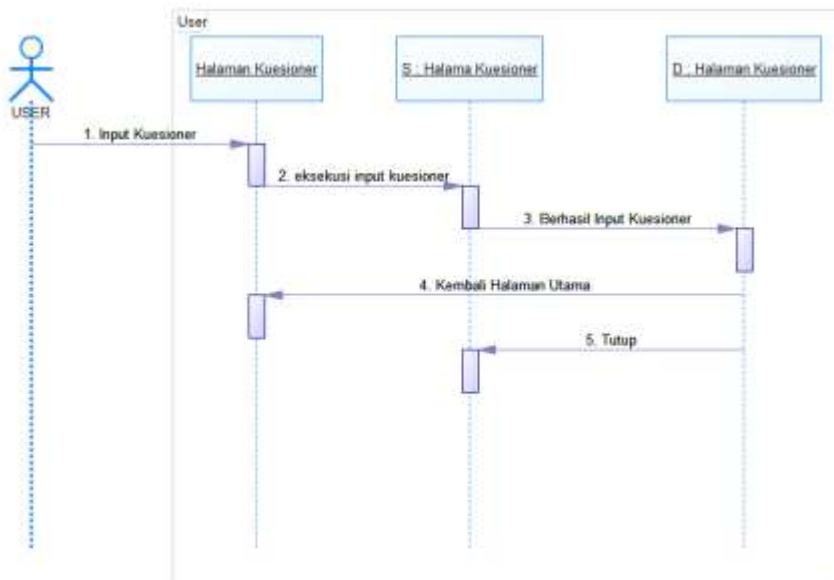 User
Halaman Kuesioner
S : Halama Kuesioner
D : Halaman Kuesioner
USER
1. Input Kuesioner
2. eksekusi input kuesioner
3. Berhasil Input Kuesioner
4. Kembali Halaman Utama
5. Tutup